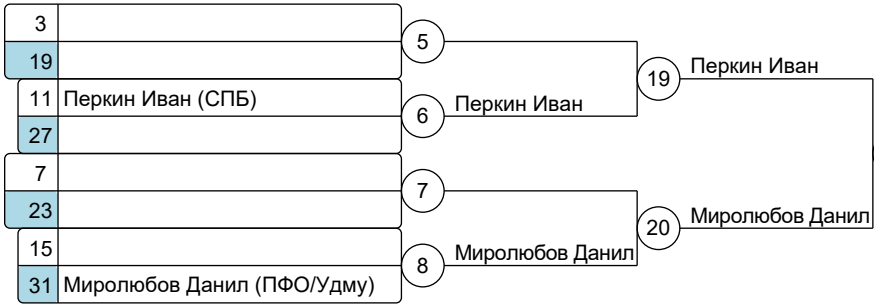 3
19
5
11 Перкин Иван (СПБ)
27
6
Перкин Иван
19
Перкин Иван
7
23
7
15
31 Миролюбов Данил (ПФО/Удму)
8
Миролюбов Данил
20
Миролюбов Данил